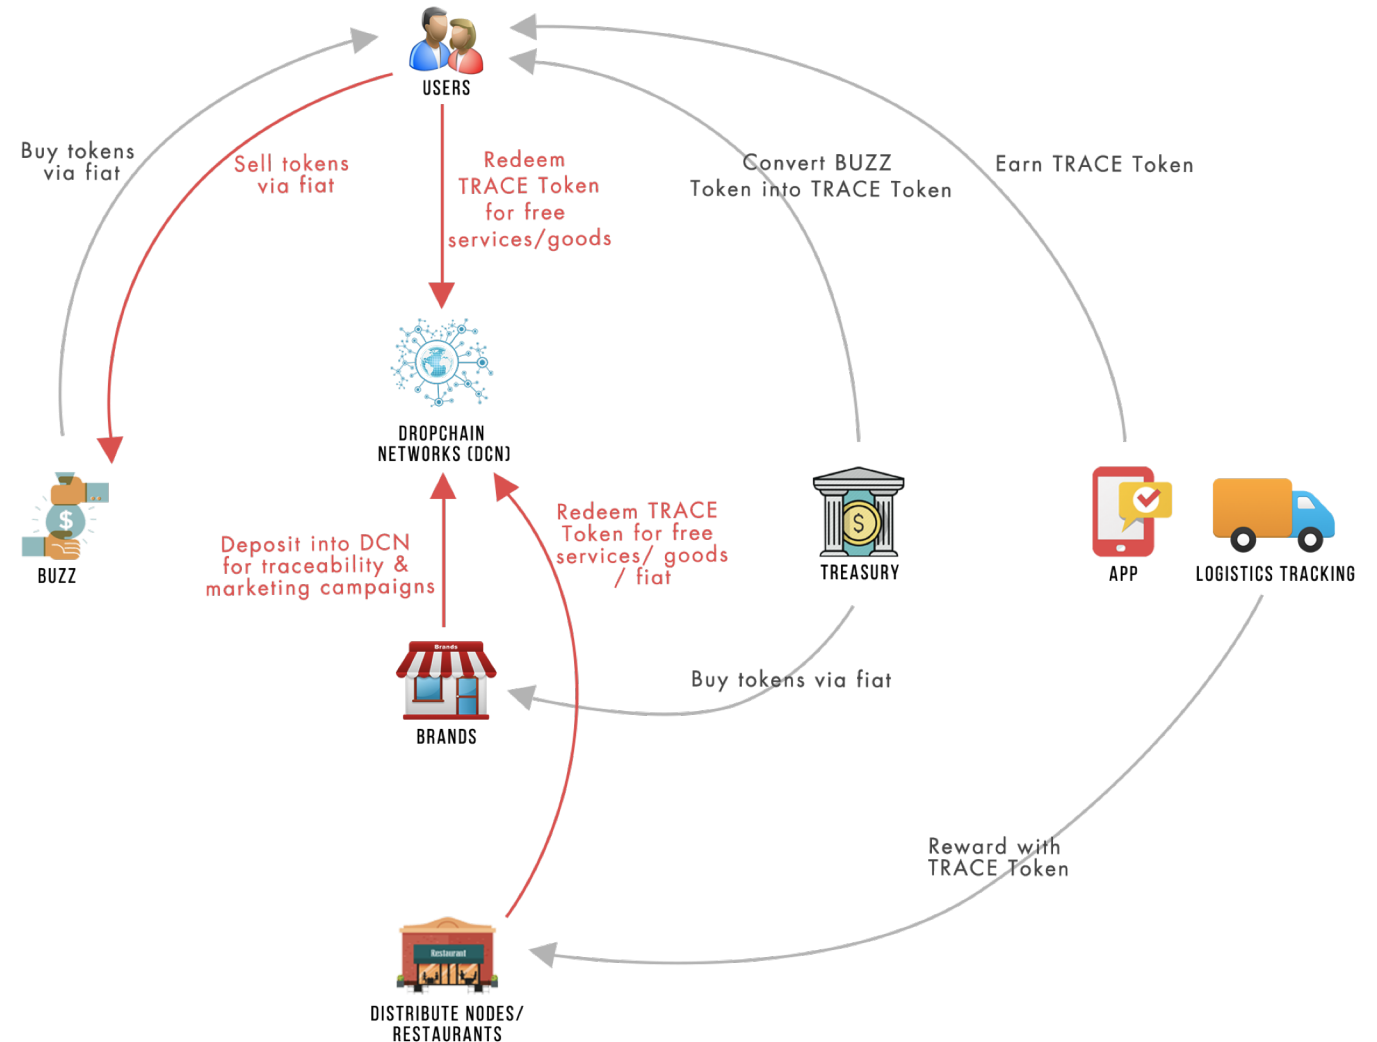 USERS
Buy tokens
via fiat
Sell tokens
via fiat
Redeem
TRACE Token
for free
services/goods
Convert BUZZ
Token into TRACE Token
Earn TRACE Token
DROPCHAIN
NETWORKS (DCN)
$
BUZZ
Deposit into DCN
for traceability &
marketing campaigns
Redeem TRACE
Token for free
services/ goods
/ fiat
$
TREASURY
APP
LOGISTICS TRACKING
Brands
BRANDS
Buy tokens via fiat
Reward with
TRACE Token
Restaurant
DISTRIBUTE NODES/
RESTAURANTS